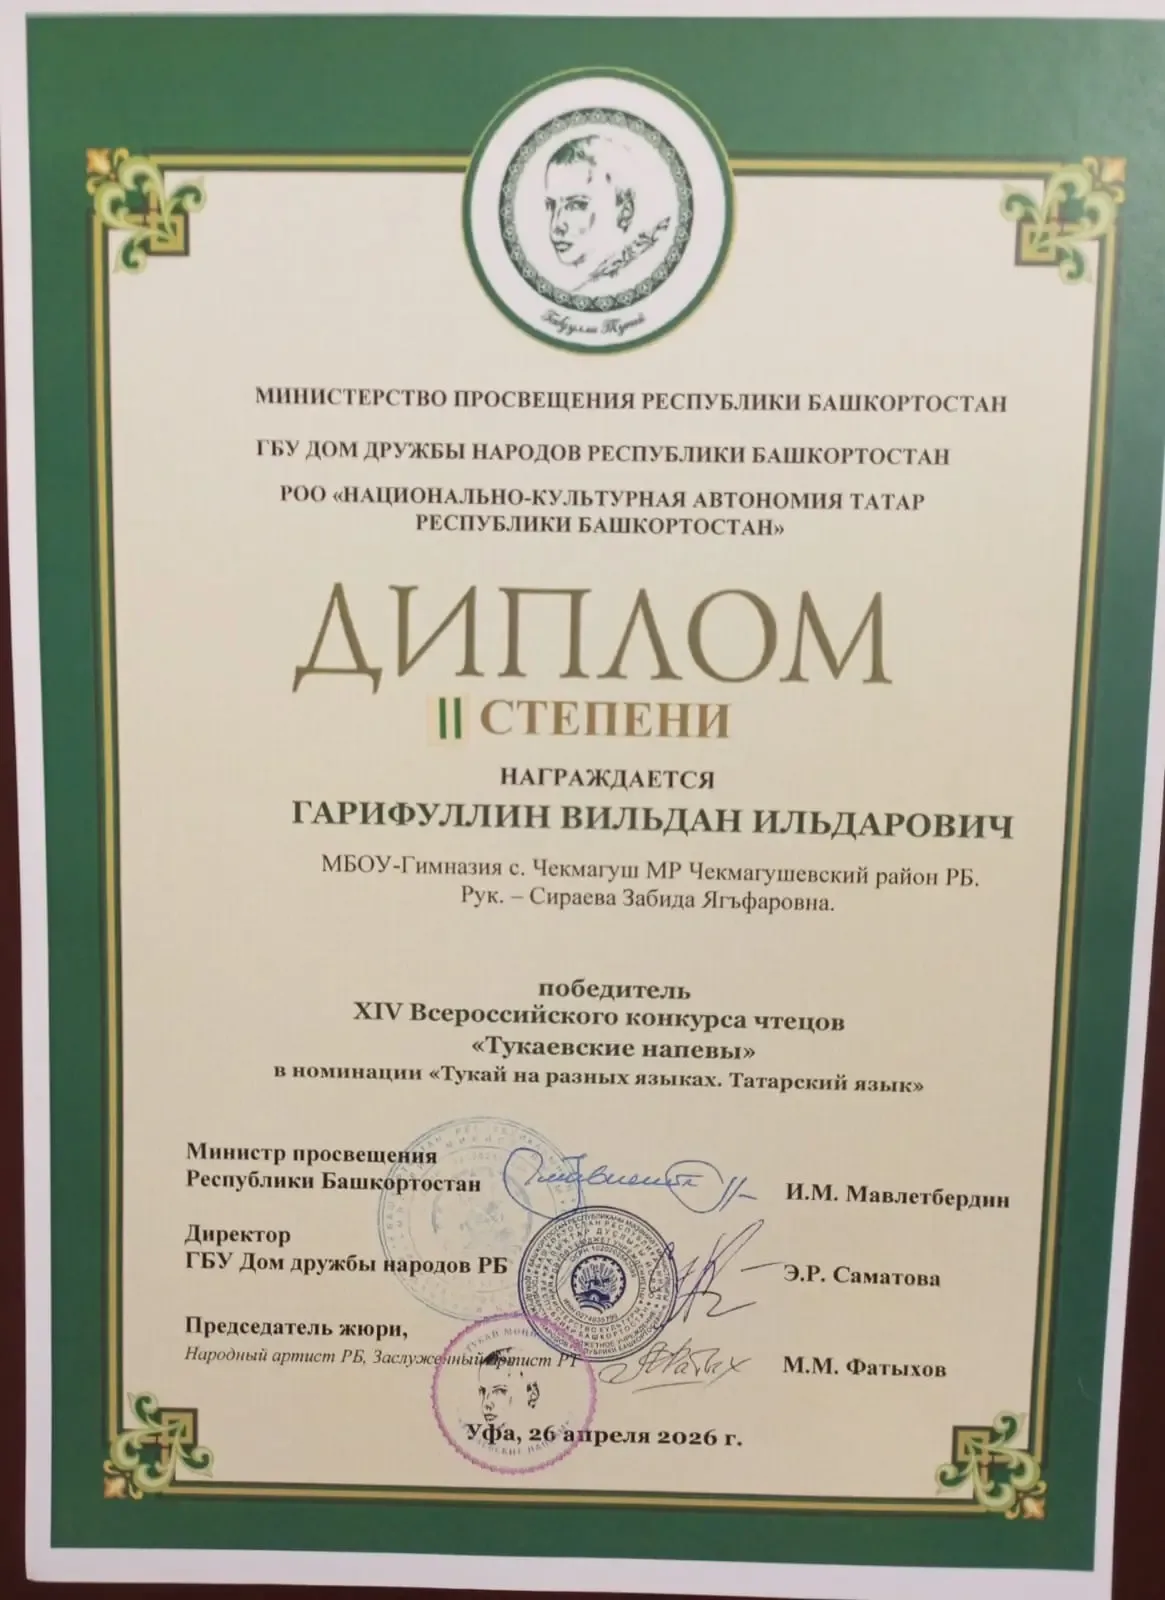 Габдулла Тукай
МИНИСТЕРСТВО ПРОСВЕЩЕНИЯ РЕСПУБЛИКИ БАШКОРТОСТАН
ГБУ ДОМ ДРУЖБЫ НАРОДОВ РЕСПУБЛИКИ БАШКОРТОСТАН
РОО «НАЦИОНАЛЬНО-КУЛЬТУРНАЯ АВТОНОМИЯ ТАТАР
РЕСПУБЛИКИ БАШКОРТОСТАН»
ДИПЛОМ
II СТЕПЕНИ
НАГРАЖДАЕТСЯ
ГАРИФУЛЛИН ВИЛЬДАН ИЛЬДАРОВИЧ
МБОУ-Гимназия с. Чекмагуш МР Чекмагушевский район РБ.
Рук. – Сираева Забида Ягъфаровна.
победитель
XIV Всероссийского конкурса чтецов
«Тукаевские напевы»
в номинации «Тукай на разных языках. Татарский язык»
Министр просвещения
Республики Башкортостан
И.М. Мавлетбердин
Директор
ГБУ Дом дружбы народов РБ
Э.Р. Саматова
Председатель жюри,
Народный артист РБ, Заслуженный артист РТ
М.М. Фатыхов
Уфа, 26 апреля 2026 г.